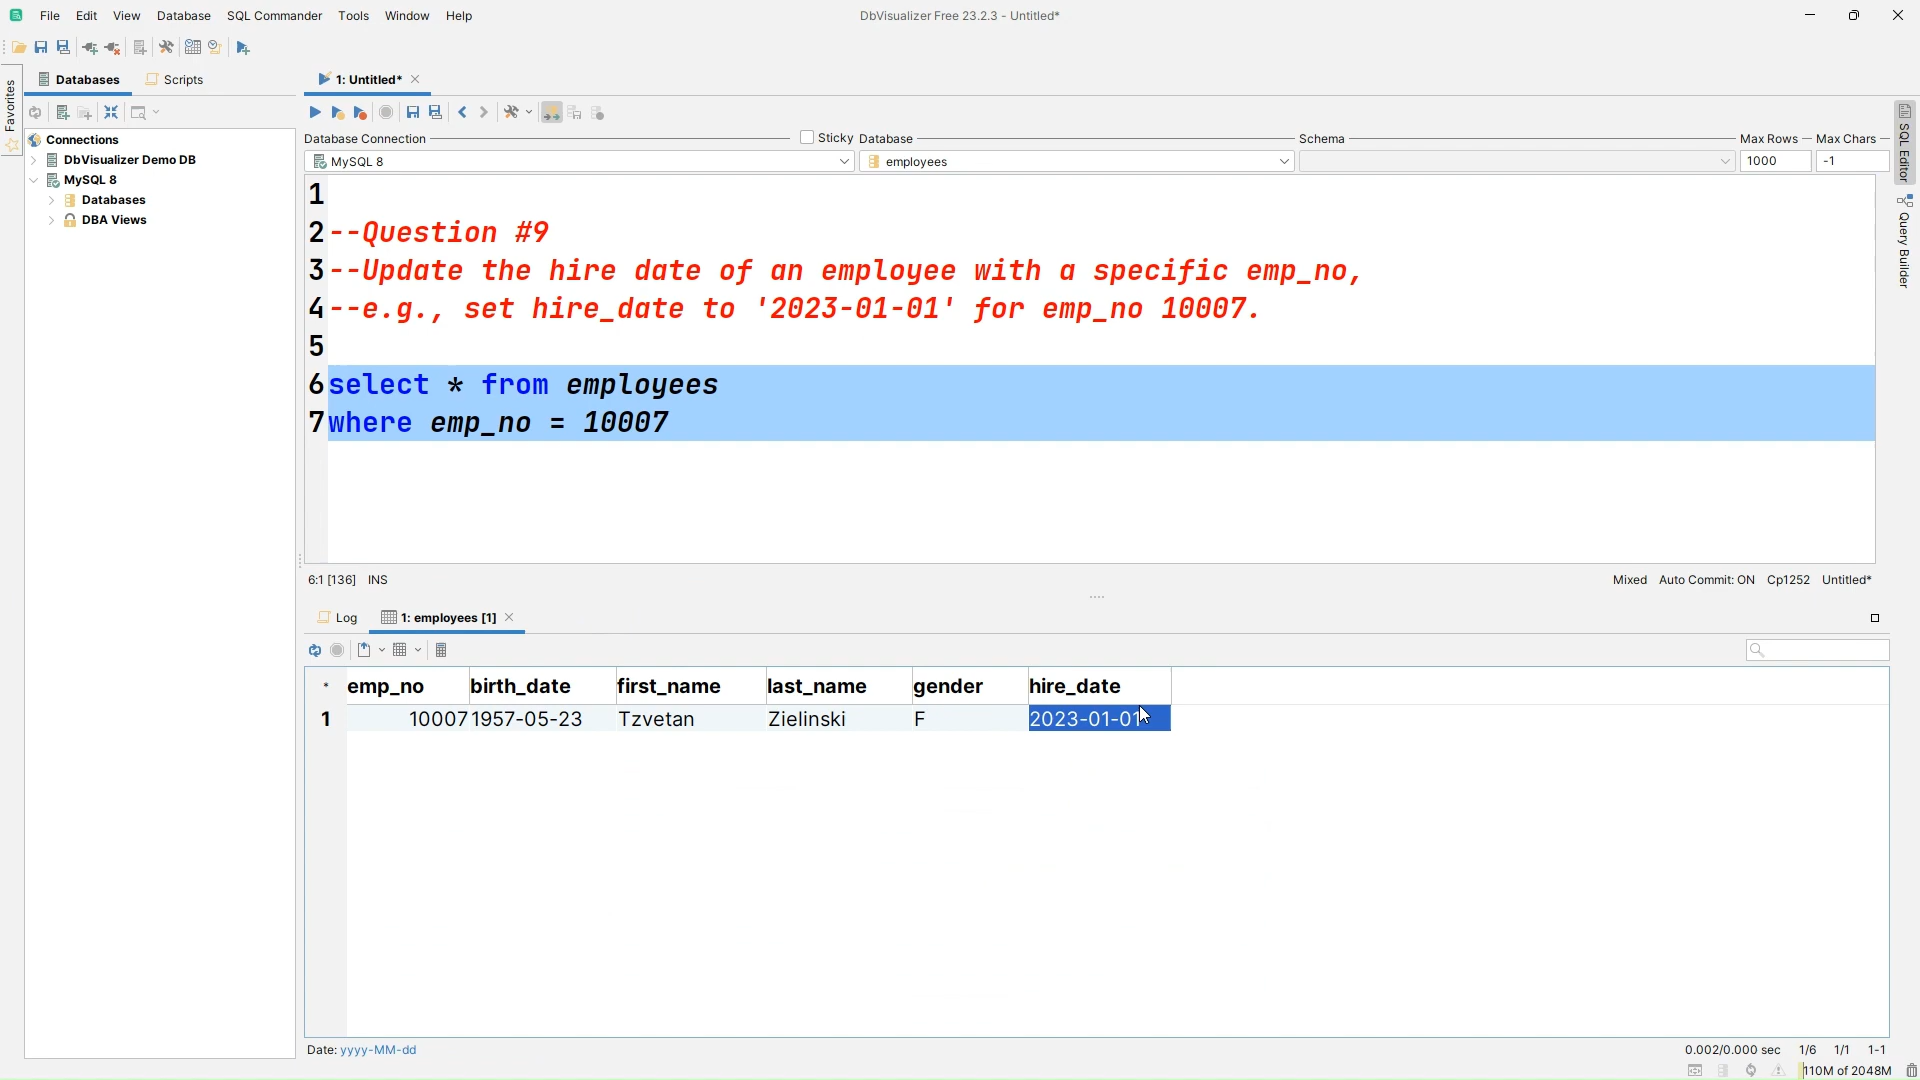 File Edit View Database SQL Commander Tools Window Help
DbVisualizer Free 23.2.3 - Untitled*
Favorites
Databases Scripts
Connections
DbVisualizer Demo DB
MySQL 8
Databases
DBA Views
1: Untitled*
Database Connection Sticky Database Schema Max Rows Max Chars
MySQL 8 employees 1000 -1
1
2 --Question #9
3 --Update the hire date of an employee with a specific emp_no,
4 --e.g., set hire_date to '2023-01-01' for emp_no 10007.
5
6 select * from employees
7 where emp_no = 10007
6:1 [136] INS
Mixed Auto Commit: ON Cp1252 Untitled*
SQL Editor
Query Builder
Log 1: employees [1]
* emp_no birth_date first_name last_name gender hire_date
1 10007 1957-05-23 Tzvetan Zielinski F 2023-01-01
Date: yyyy-MM-dd
0.002/0.000 sec 1/6 1/1 1-1
110M of 2048M